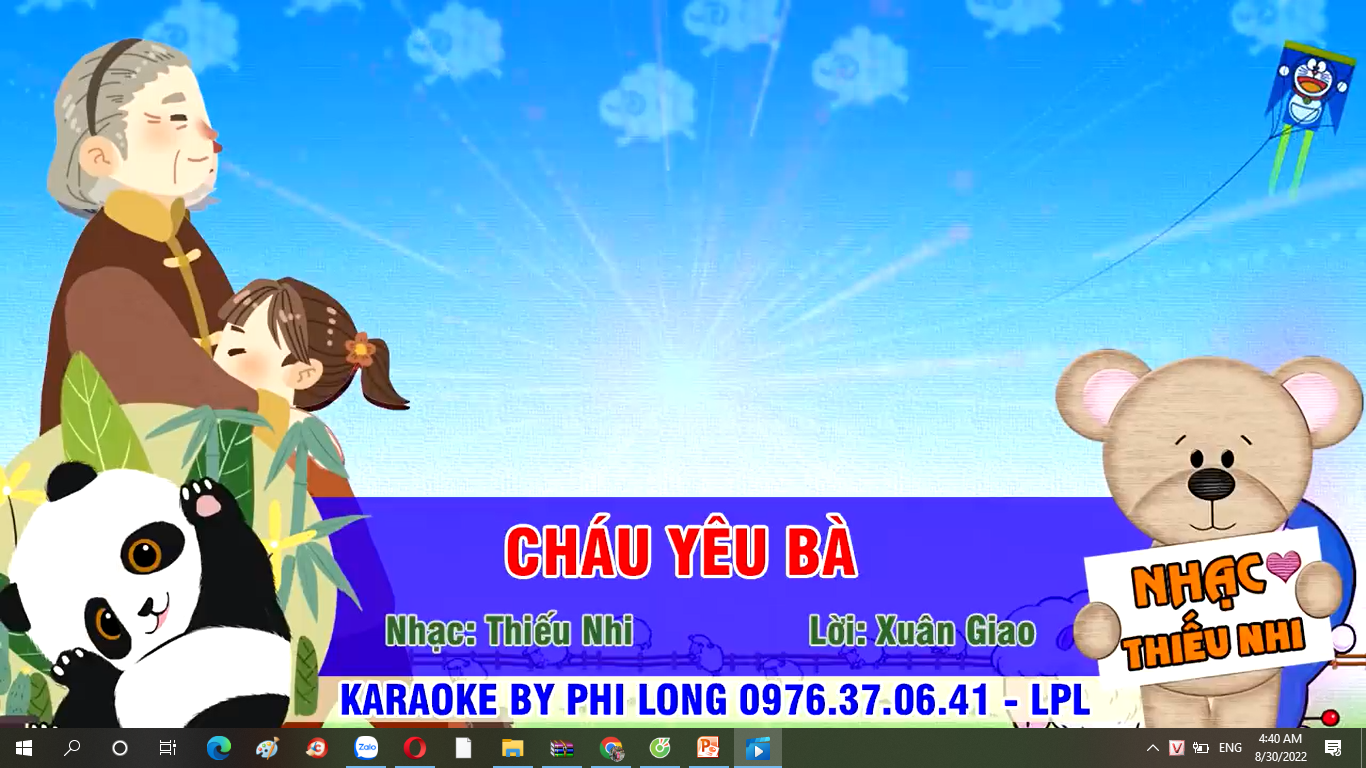 CHÁU YÊU BÀ
Nhạc: Thiếu Nhi Lời: Xuân Giao
NHẠC
THIẾU NHI
KARAOKE BY PHI LONG 0976.37.06.41 - LPL
Zalo
ENG
4:40 AM
8/30/2022